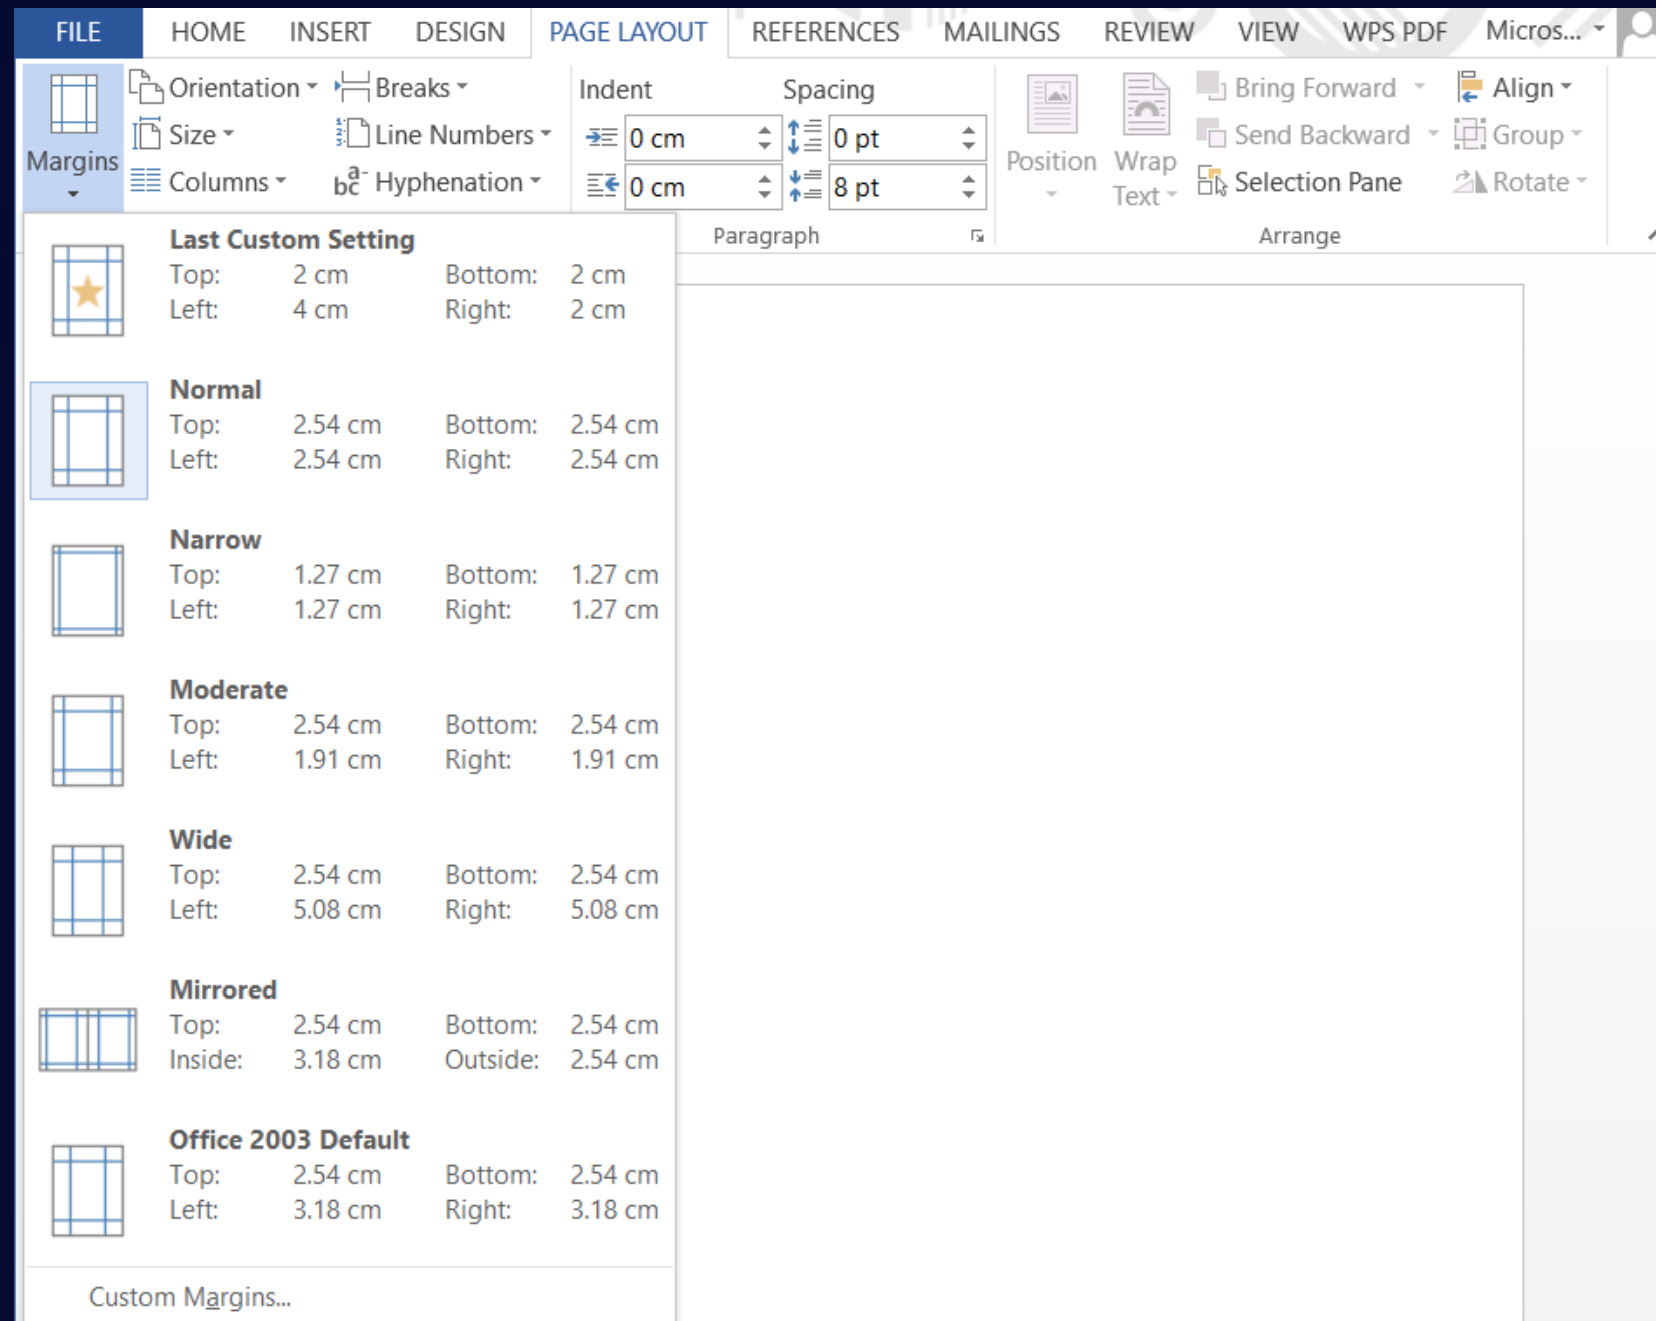 FILE HOME INSERT DESIGN PAGE LAYOUT REFERENCES MAILINGS REVIEW VIEW WPS PDF Micros...
Margins
Orientation
Size
Columns
Breaks
Line Numbers
Hyphenation
Indent Spacing
0 cm 0 pt
0 cm 8 pt
Paragraph
Position
Wrap
Text
Bring Forward
Send Backward
Selection Pane
Align
Group
Rotate
Arrange
Last Custom Setting
Top: 2 cm Bottom: 2 cm
Left: 4 cm Right: 2 cm
Normal
Top: 2.54 cm Bottom: 2.54 cm
Left: 2.54 cm Right: 2.54 cm
Narrow
Top: 1.27 cm Bottom: 1.27 cm
Left: 1.27 cm Right: 1.27 cm
Moderate
Top: 2.54 cm Bottom: 2.54 cm
Left: 1.91 cm Right: 1.91 cm
Wide
Top: 2.54 cm Bottom: 2.54 cm
Left: 5.08 cm Right: 5.08 cm
Mirrored
Top: 2.54 cm Bottom: 2.54 cm
Inside: 3.18 cm Outside: 2.54 cm
Office 2003 Default
Top: 2.54 cm Bottom: 2.54 cm
Left: 3.18 cm Right: 3.18 cm
Custom Margins...